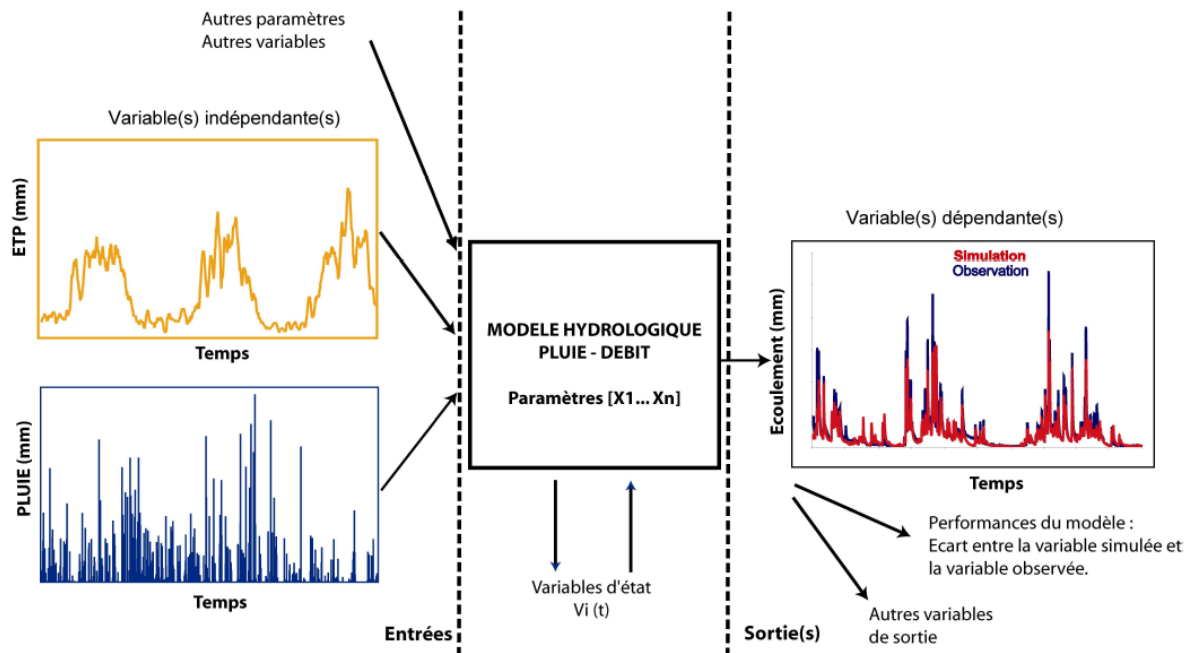 Autres paramètres
Autres variables
Variable(s) indépendante(s)
ETP (mm)
Temps
PLUIE (mm)
Temps
Entrées
MODELE HYDROLOGIQUE
PLUIE - DEBIT
Paramètres [X1... Xn]
Variables d'état
Vi (t)
Sortie(s)
Variable(s) dépendante(s)
Simulation
Observation
Ecoulement (mm)
Temps
Performances du modèle :
Ecart entre la variable simulée et
la variable observée.
Autres variables
de sortie